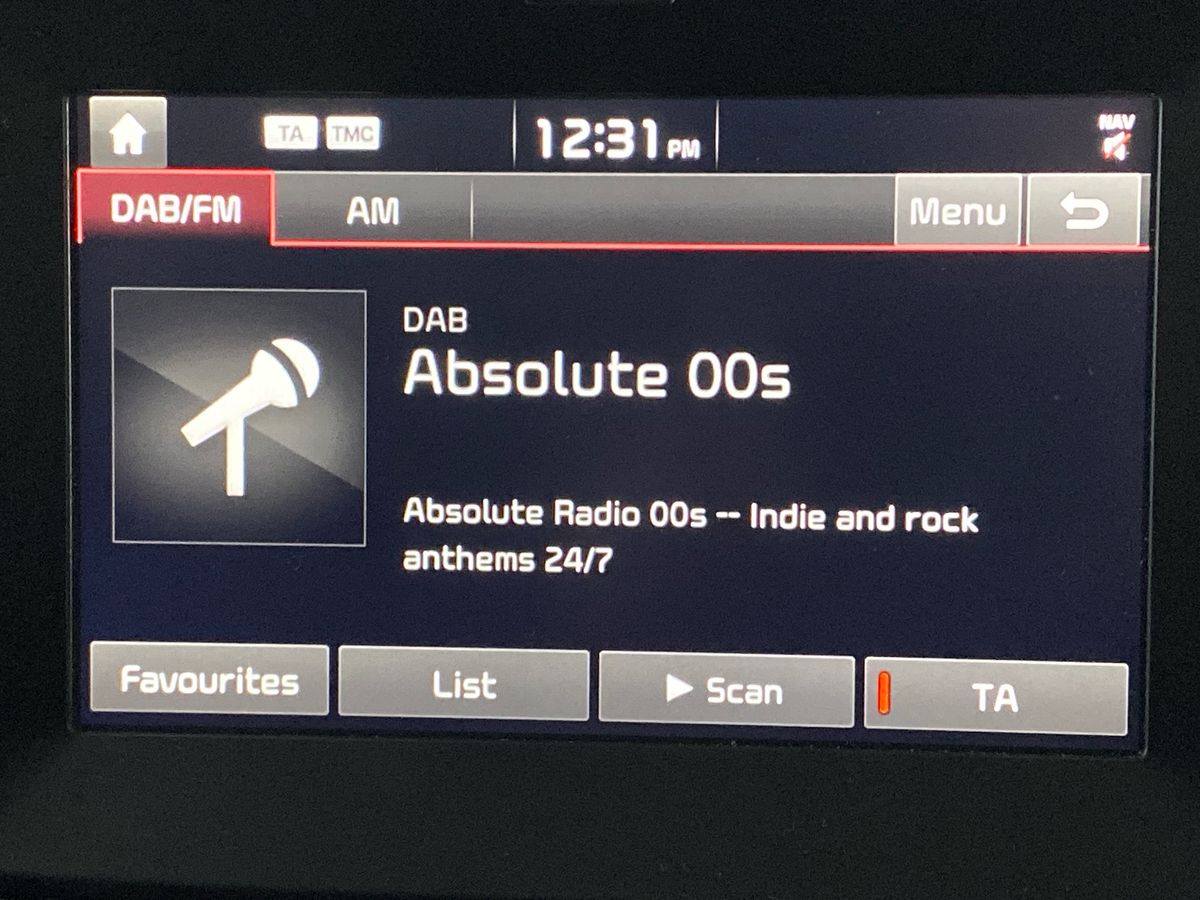 TA TMC 12:31 PM NAV
DAB/FM AM Menu
DAB
Absolute 00s
Absolute Radio 00s -- Indie and rock
anthems 24/7
Favourites List Scan TA